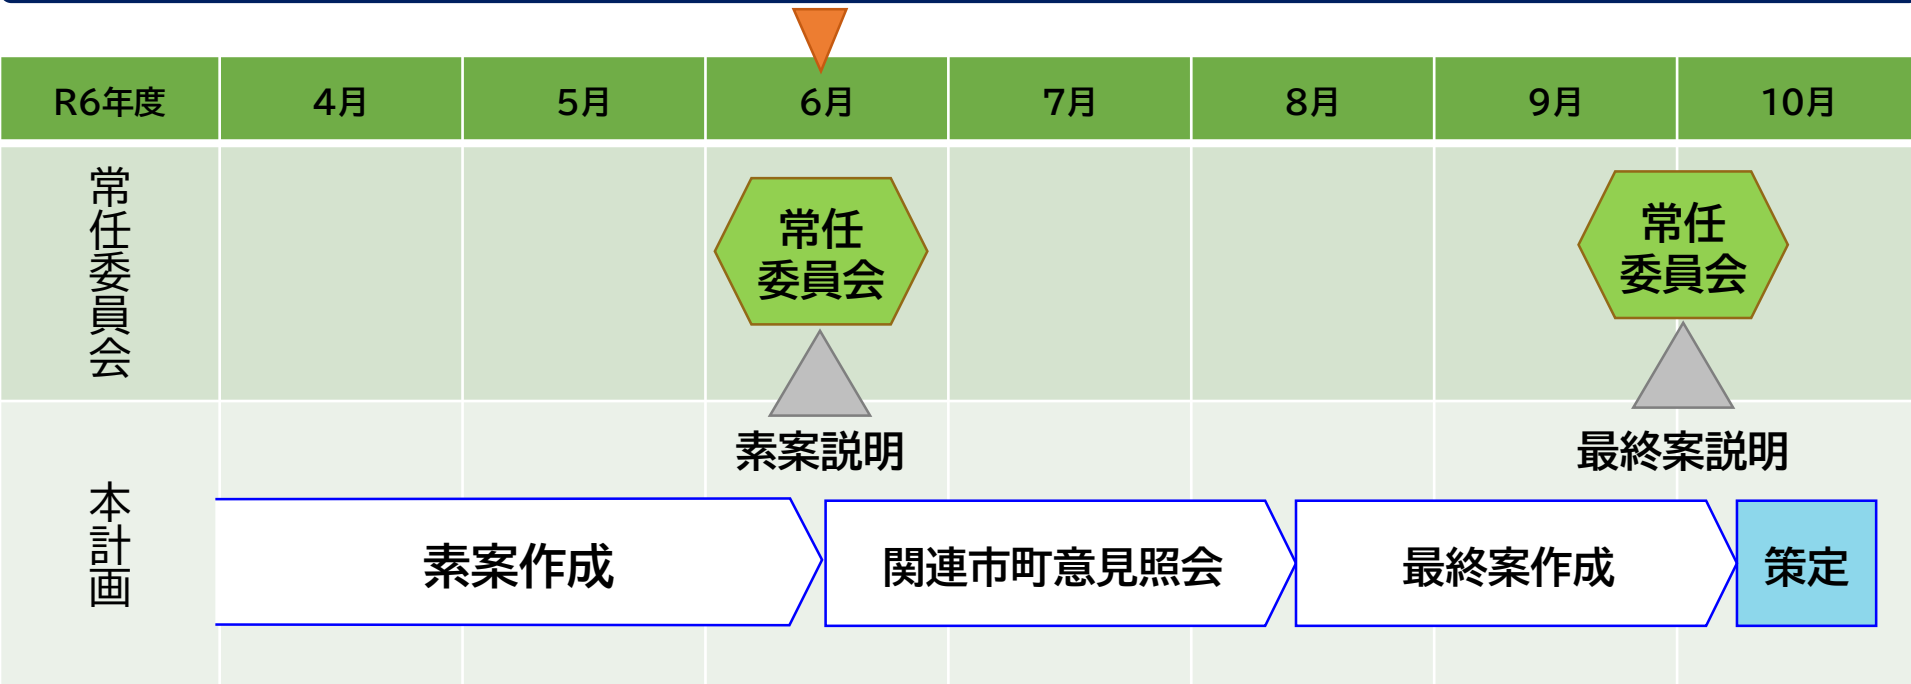 R6年度 4月 5月 6月 7月 8月 9月 10月
常任委員会
常任
委員会
常任
委員会
素案説明
最終案説明
本計画
素案作成
関連市町意見照会
最終案作成
策定